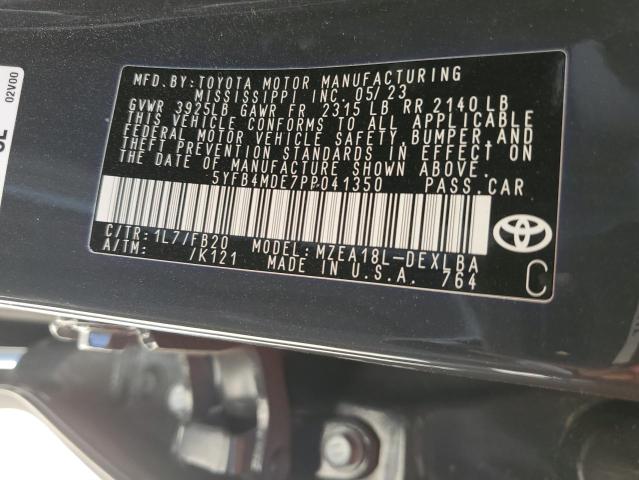 MFD. BY: TOYOTA MOTOR MANUFACTURING
MISSISSIPPI INC. 05/23
GVWR 3925LB GAWR FR 2315 LB RR 2140 LB
THIS VEHICLE CONFORMS TO ALL APPLICABLE
FEDERAL MOTOR VEHICLE SAFETY, BUMPER, AND
THEFT PREVENTION STANDARDS IN EFFECT ON
THE DATE OF MANUFACTURE SHOWN ABOVE.
5YFB4MDE7PP041350 PASS.CAR
C/TR: 1L7/FB20 MODEL: MZEA18L-DEXLBA
A/TM: /K121 MADE IN U.S.A. 764
TOYOTA
C
02V00